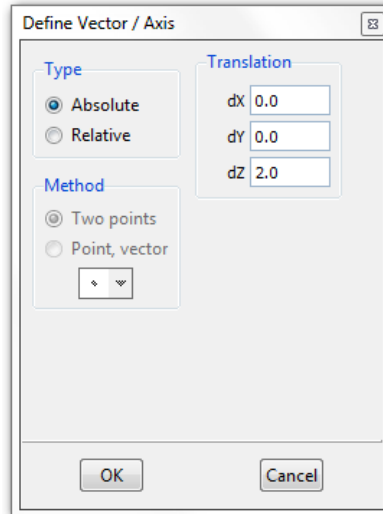 Define Vector / Axis
Type
Absolute
Relative
Method
Two points
Point, vector
Translation
dX 0.0
dY 0.0
dZ 2.0
OK
Cancel